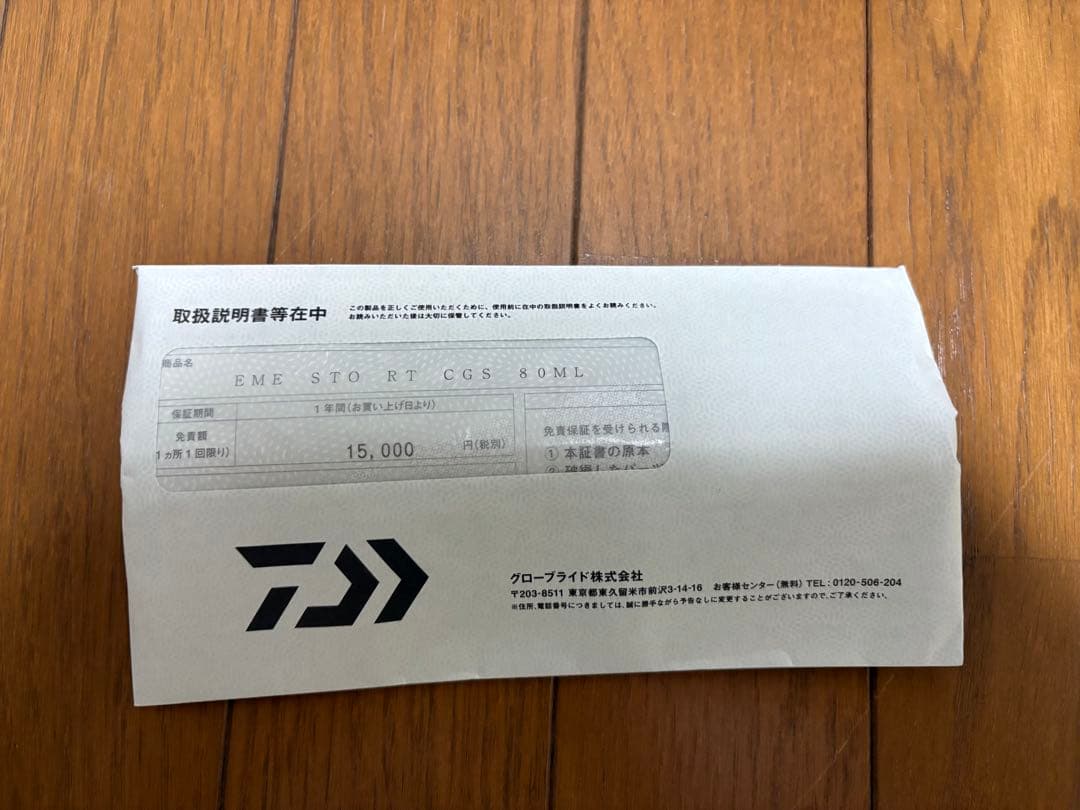 取扱説明書等在中
この製品を正しくご使用いただくために、使用前に在中の取扱説明書をよくお読みください。
お読みいただいた後は大切に保管してください。
商品名
EME STO RT CGS 80ML
保証期間
1年間(お買い上げ日より)
免責額
1ヵ所1回限り)
15,000
円(税別)
免責保証を受けられる際
① 本証書の原本
② 破損したパーツ
グローブライド株式会社
〒203-8511 東京都東久留米市前沢3-14-16 お客様センター(無料) TEL:0120-506-204
※住所、電話番号につきましては、誠に勝手ながら予告なしに変更することがございますので、ご了承ください。